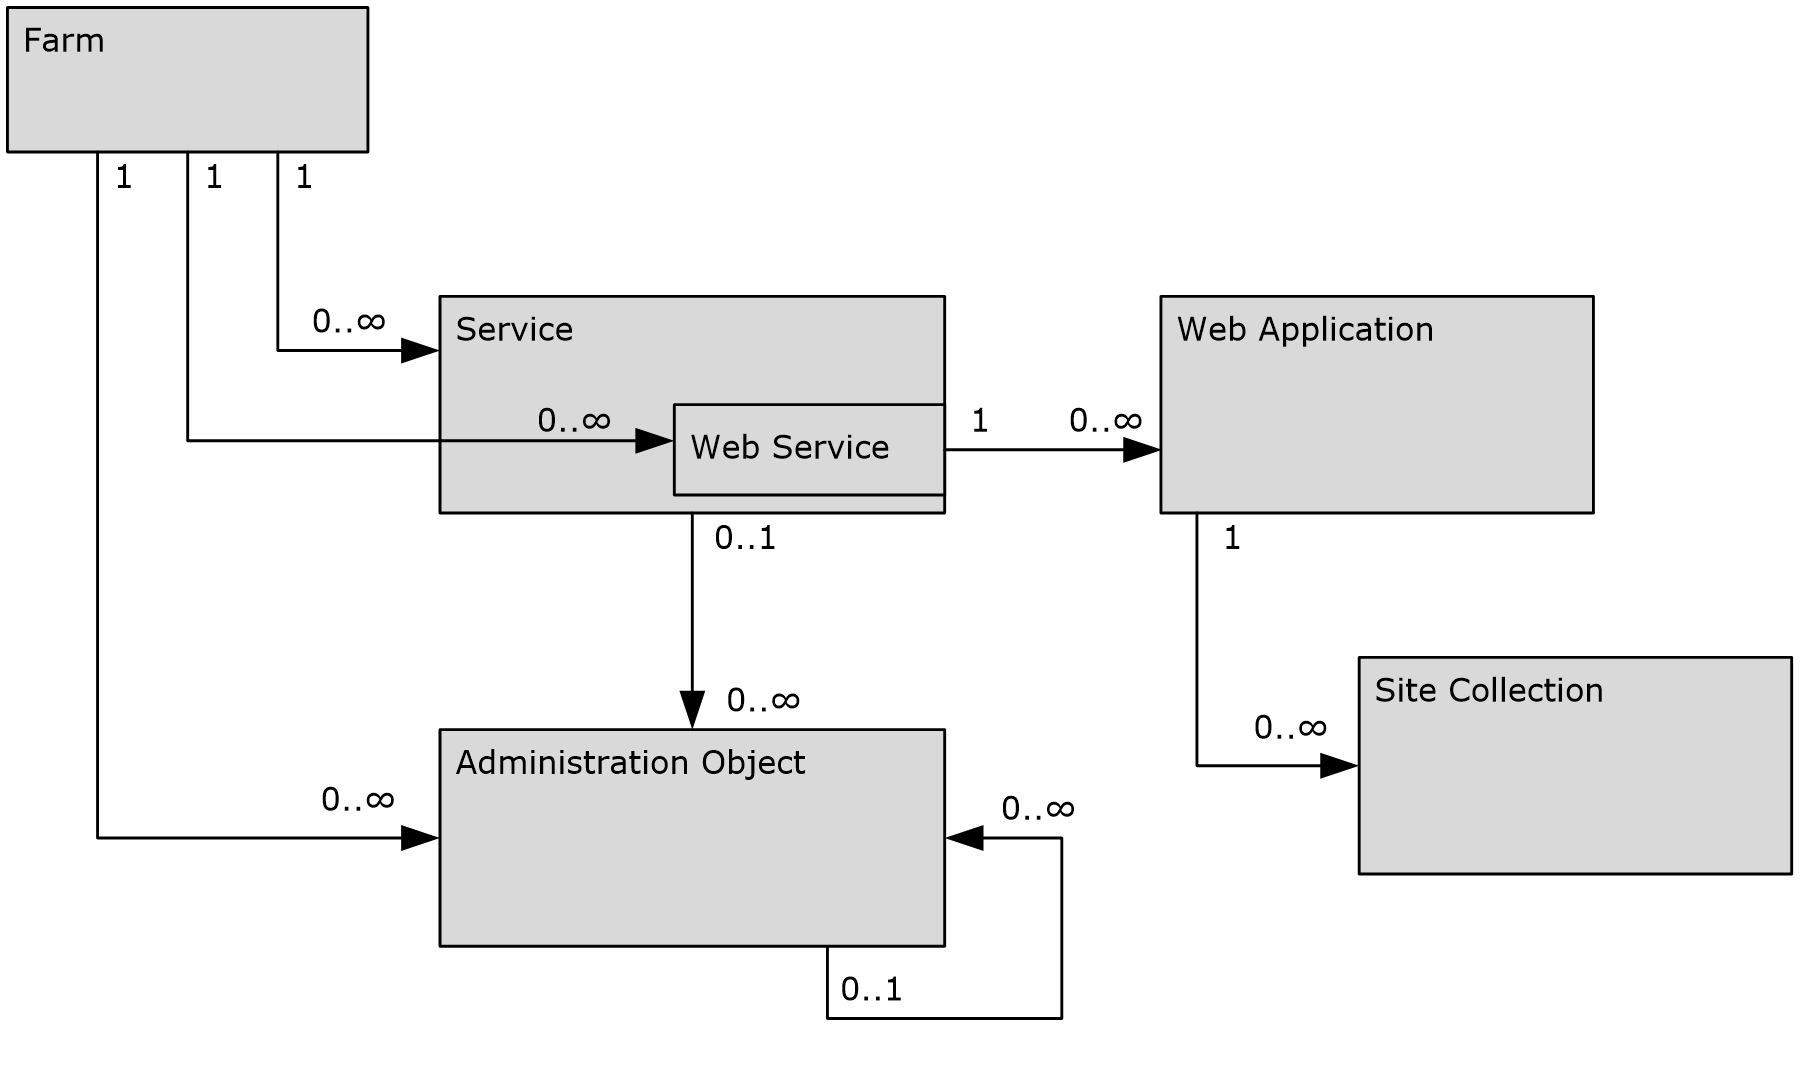 Farm
1
1
1
0..∞
Service
Web Application
0..∞
Web Service
1
0..∞
0..1
1
0..∞
Site Collection
0..∞
Administration Object
0..∞
0..∞
0..1